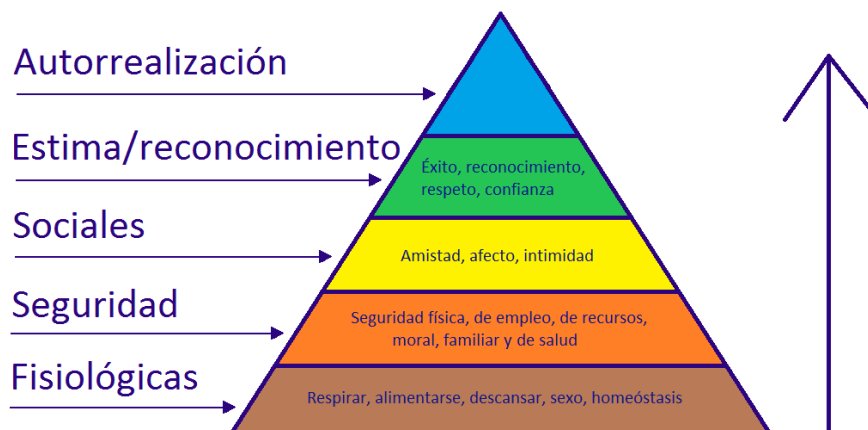 Autorrealización
Estima/reconocimiento
Éxito, reconocimiento,
respeto, confianza
Sociales
Amistad, afecto, intimidad
Seguridad
Seguridad física, de empleo, de recursos,
moral, familiar y de salud
Fisiológicas
Respirar, alimentarse, descansar, sexo, homeóstasis